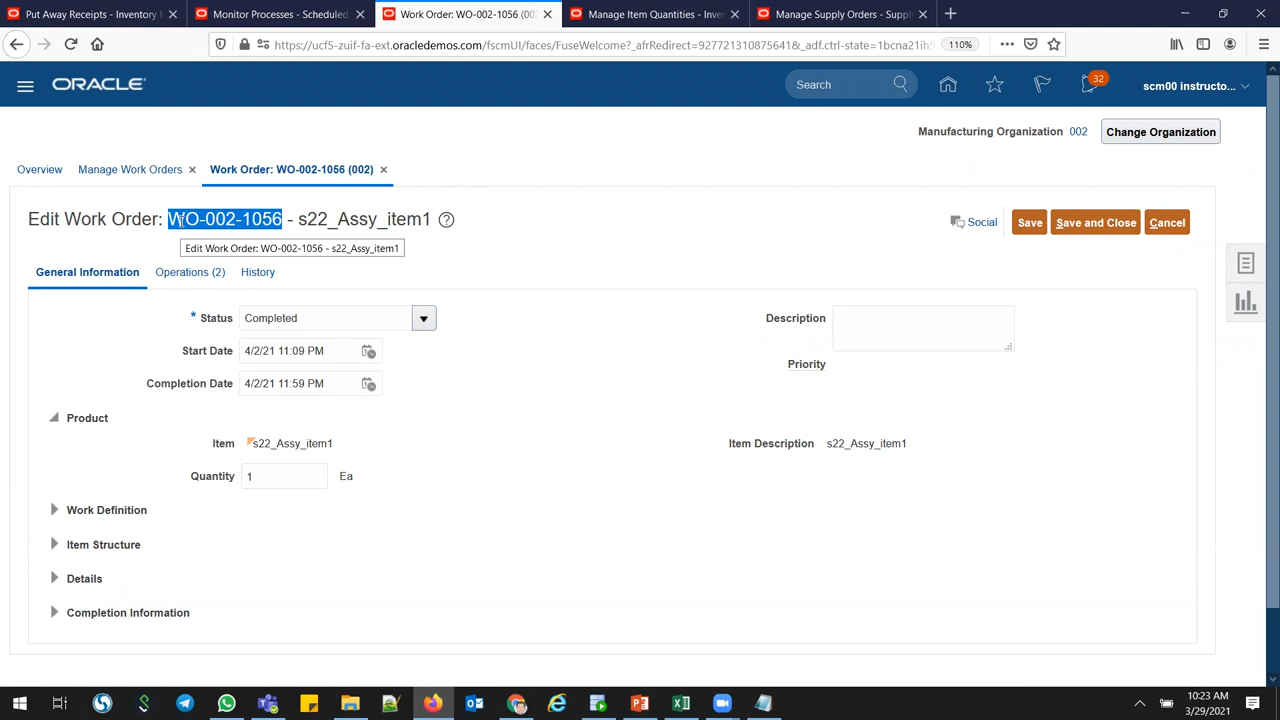 Put Away Receipts - Inventory
Monitor Processes - Scheduled
Work Order: WO-002-1056 (002
Manage Item Quantities - Inver
Manage Supply Orders - Supply
https://ucf5-zuif-fa-ext.oracledemos.com/fscmUI/faces/FuseWelcome?_afrRedirect=927721310875641&_adf.ctrl-state=1bcna21ih9
110%
ORACLE
Search
32
scm00 instructo...
Manufacturing Organization 002
Change Organization
Overview
Manage Work Orders
Work Order: WO-002-1056 (002)
Edit Work Order: WO-002-1056 - s22_Assy_item1
Social
Save
Save and Close
Cancel
Edit Work Order: WO-002-1056 - s22_Assy_item1
General Information
Operations (2)
History
* Status Completed
Description
Start Date 4/2/21 11:09 PM
Priority
Completion Date 4/2/21 11:59 PM
Product
Item s22_Assy_item1
Item Description s22_Assy_item1
Quantity 1 Ea
Work Definition
Item Structure
Details
Completion Information
10:23 AM
3/29/2021